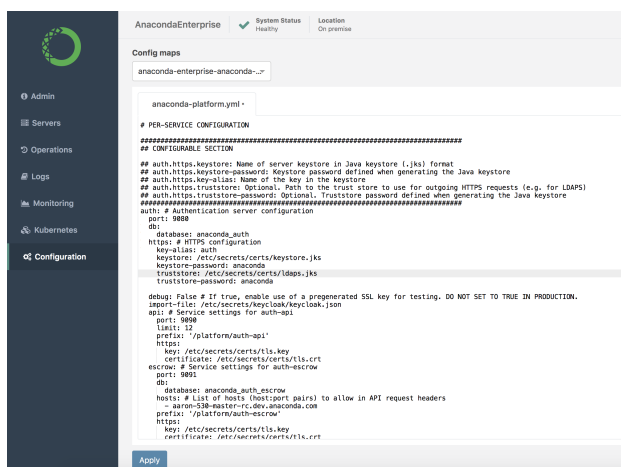 AnacondaEnterprise
System Status
Healthy
Location
On premise
Config maps
anaconda-enterprise-anaconda-...
Admin
Servers
Operations
Logs
Monitoring
Kubernetes
Configuration
anaconda-platform.yml
# PER-SERVICE CONFIGURATION
################################################################################
## CONFIGURABLE SECTION
## auth.https.keystore: Name of server keystore in Java keystore (.jks) format
## auth.https.keystore-password: Keystore password defined when generating the Java keystore
## auth.https.key-alias: Name of the key in the keystore
## auth.https.truststore: Optional. Path to the trust store to use for outgoing HTTPS requests (e.g. for LDAPS)
## auth.https.truststore-password: Optional. Truststore password defined when generating the Java keystore
################################################################################
auth: # Authentication server configuration
port: 9080
db:
database: anaconda_auth
https: # HTTPS configuration
key-alias: auth
keystore: /etc/secrets/certs/keystore.jks
keystore-password: anaconda
truststore: /etc/secrets/certs/ldaps.jks
truststore-password: anaconda
debug: False # If true, enable use of a pregenerated SSL key for testing. DO NOT SET TO TRUE IN PRODUCTION.
import-file: /etc/secrets/keycloak/keycloak.json
api: # Service settings for auth-api
port: 9090
limit: 12
prefix: '/platform/auth-api'
https:
key: /etc/secrets/certs/tls.key
certificate: /etc/secrets/certs/tls.crt
escrow: # Service settings for auth-escrow
port: 9091
db:
database: anaconda_auth_escrow
hosts: # List of hosts (host:port pairs) to allow in API request headers
- aaron-530-master-rc.dev.anaconda.com
prefix: '/platform/auth-escrow'
https:
key: /etc/secrets/certs/tls.key
certificate: /etc/secrets/certs/tls.crt
Apply